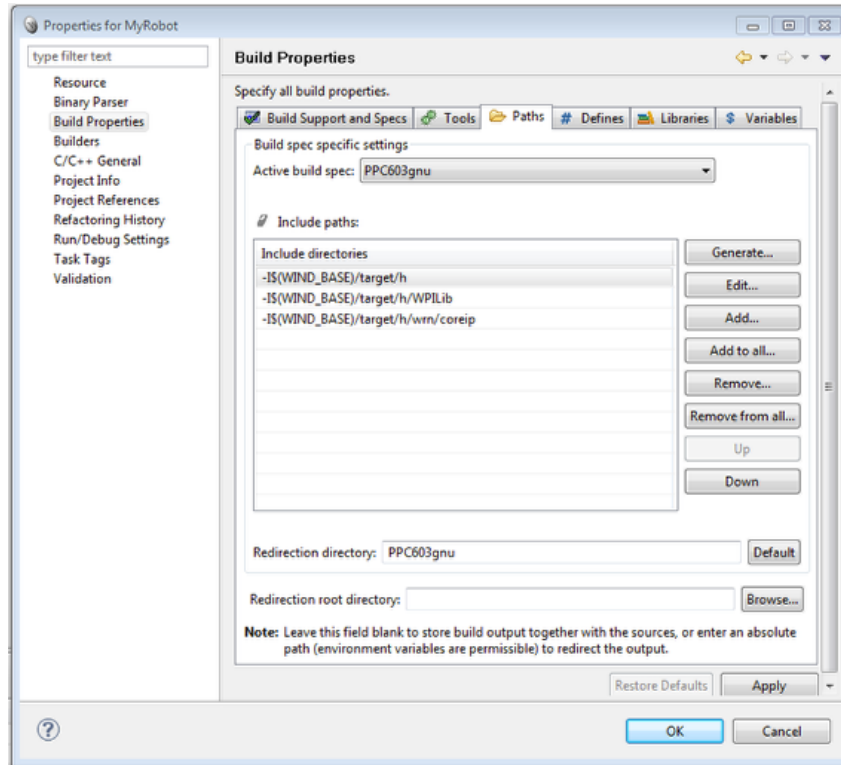 Properties for MyRobot
type filter text
Resource
Binary Parser
Build Properties
Builders
C/C++ General
Project Info
Project References
Refactoring History
Run/Debug Settings
Task Tags
Validation
Build Properties
Specify all build properties.
Build Support and Specs Tools Paths # Defines Libraries $ Variables
Build spec specific settings
Active build spec: PPC603gnu
Include paths:
Include directories
-I$(WIND_BASE)/target/h
-I$(WIND_BASE)/target/h/WPILib
-I$(WIND_BASE)/target/h/wrn/coreip
Generate...
Edit...
Add...
Add to all...
Remove...
Remove from all...
Up
Down
Redirection directory: PPC603gnu Default
Redirection root directory: Browse...
Note: Leave this field blank to store build output together with the sources, or enter an absolute
path (environment variables are permissible) to redirect the output.
Restore Defaults Apply
? OK Cancel